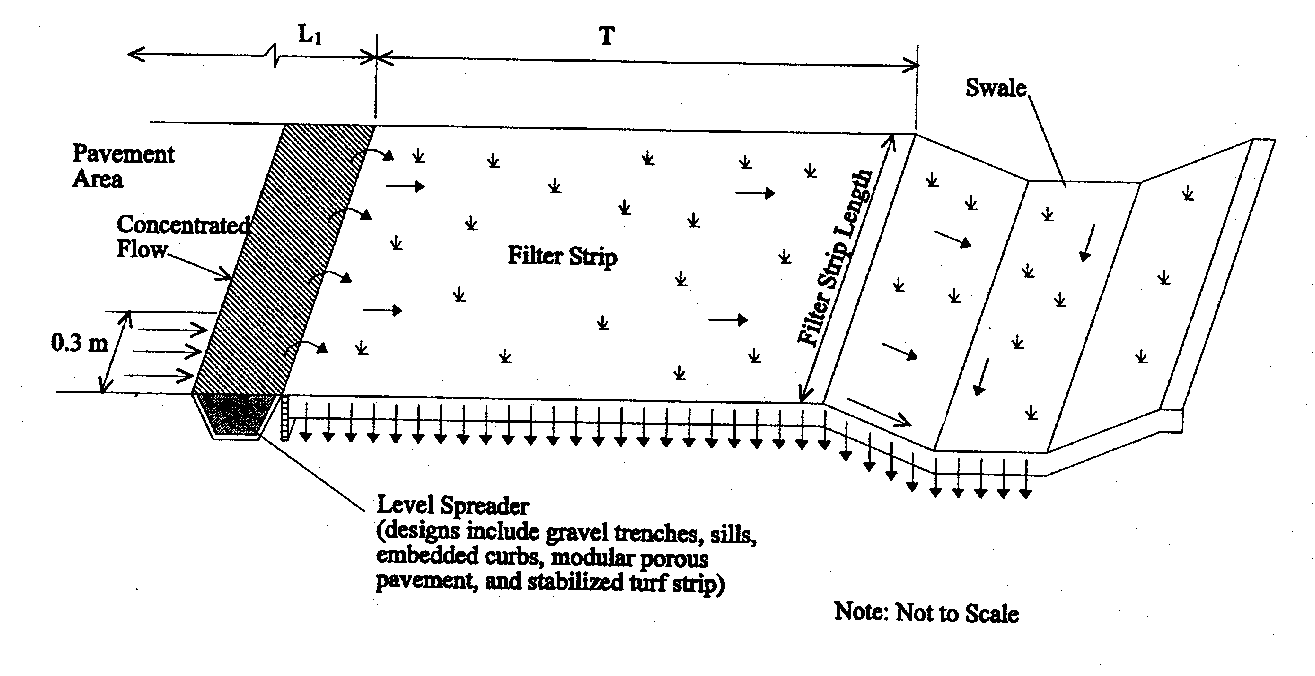 L1
T
Swale
Pavement
Area
Concentrated
Flow
Filter Strip
Filter Strip Length
0.3 m
Level Spreader
(designs include gravel trenches, sills,
embedded curbs, modular porous
pavement, and stabilized turf strip)
Note: Not to Scale